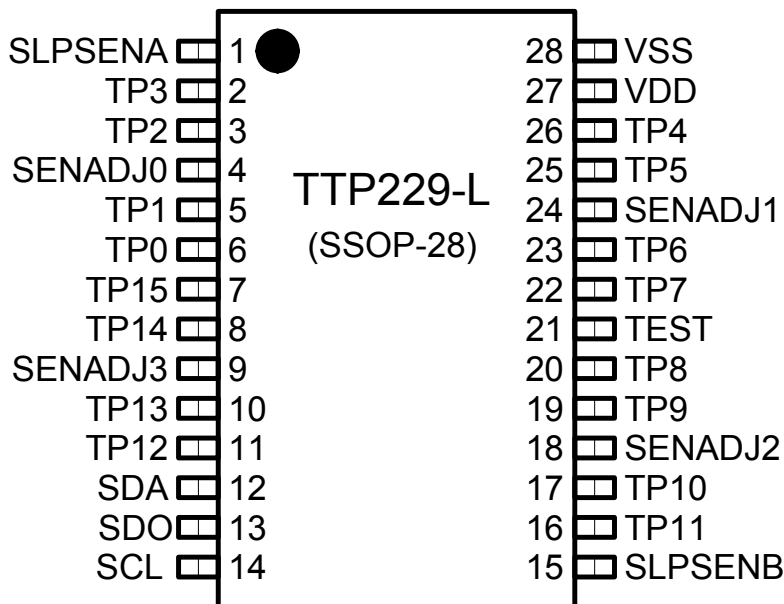 SLPSENA 1 28 VSS
TP3 2 27 VDD
TP2 3 26 TP4
SENADJ0 4 25 TP5
TTP229-L
TP1 5 24 SENADJ1
(SSOP-28)
TP0 6 23 TP6
TP15 7 22 TP7
TP14 8 21 TEST
SENADJ3 9 20 TP8
TP13 10 19 TP9
TP12 11 18 SENADJ2
SDA 12 17 TP10
SDO 13 16 TP11
SCL 14 15 SLPSENB